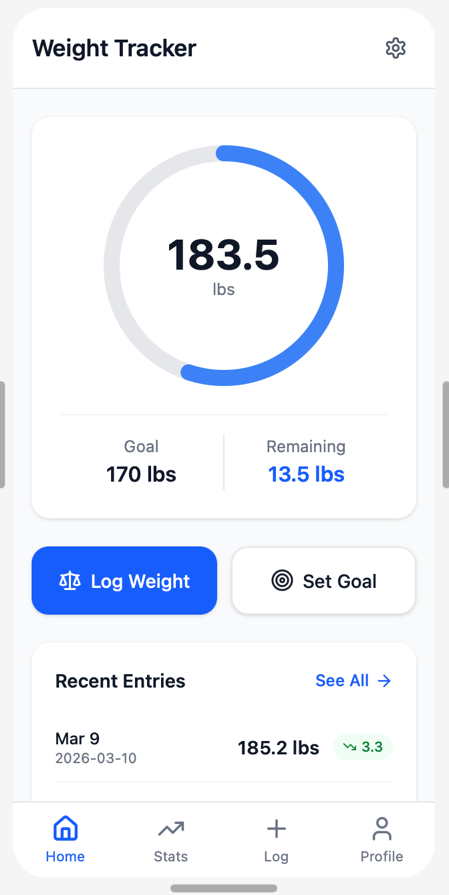 Weight Tracker
183.5
lbs
Goal
170 lbs
Remaining
13.5 lbs
Log Weight
Set Goal
Recent Entries
See All →
Mar 9
2026-03-10
185.2 lbs
3.3
Home
Stats
Log
Profile